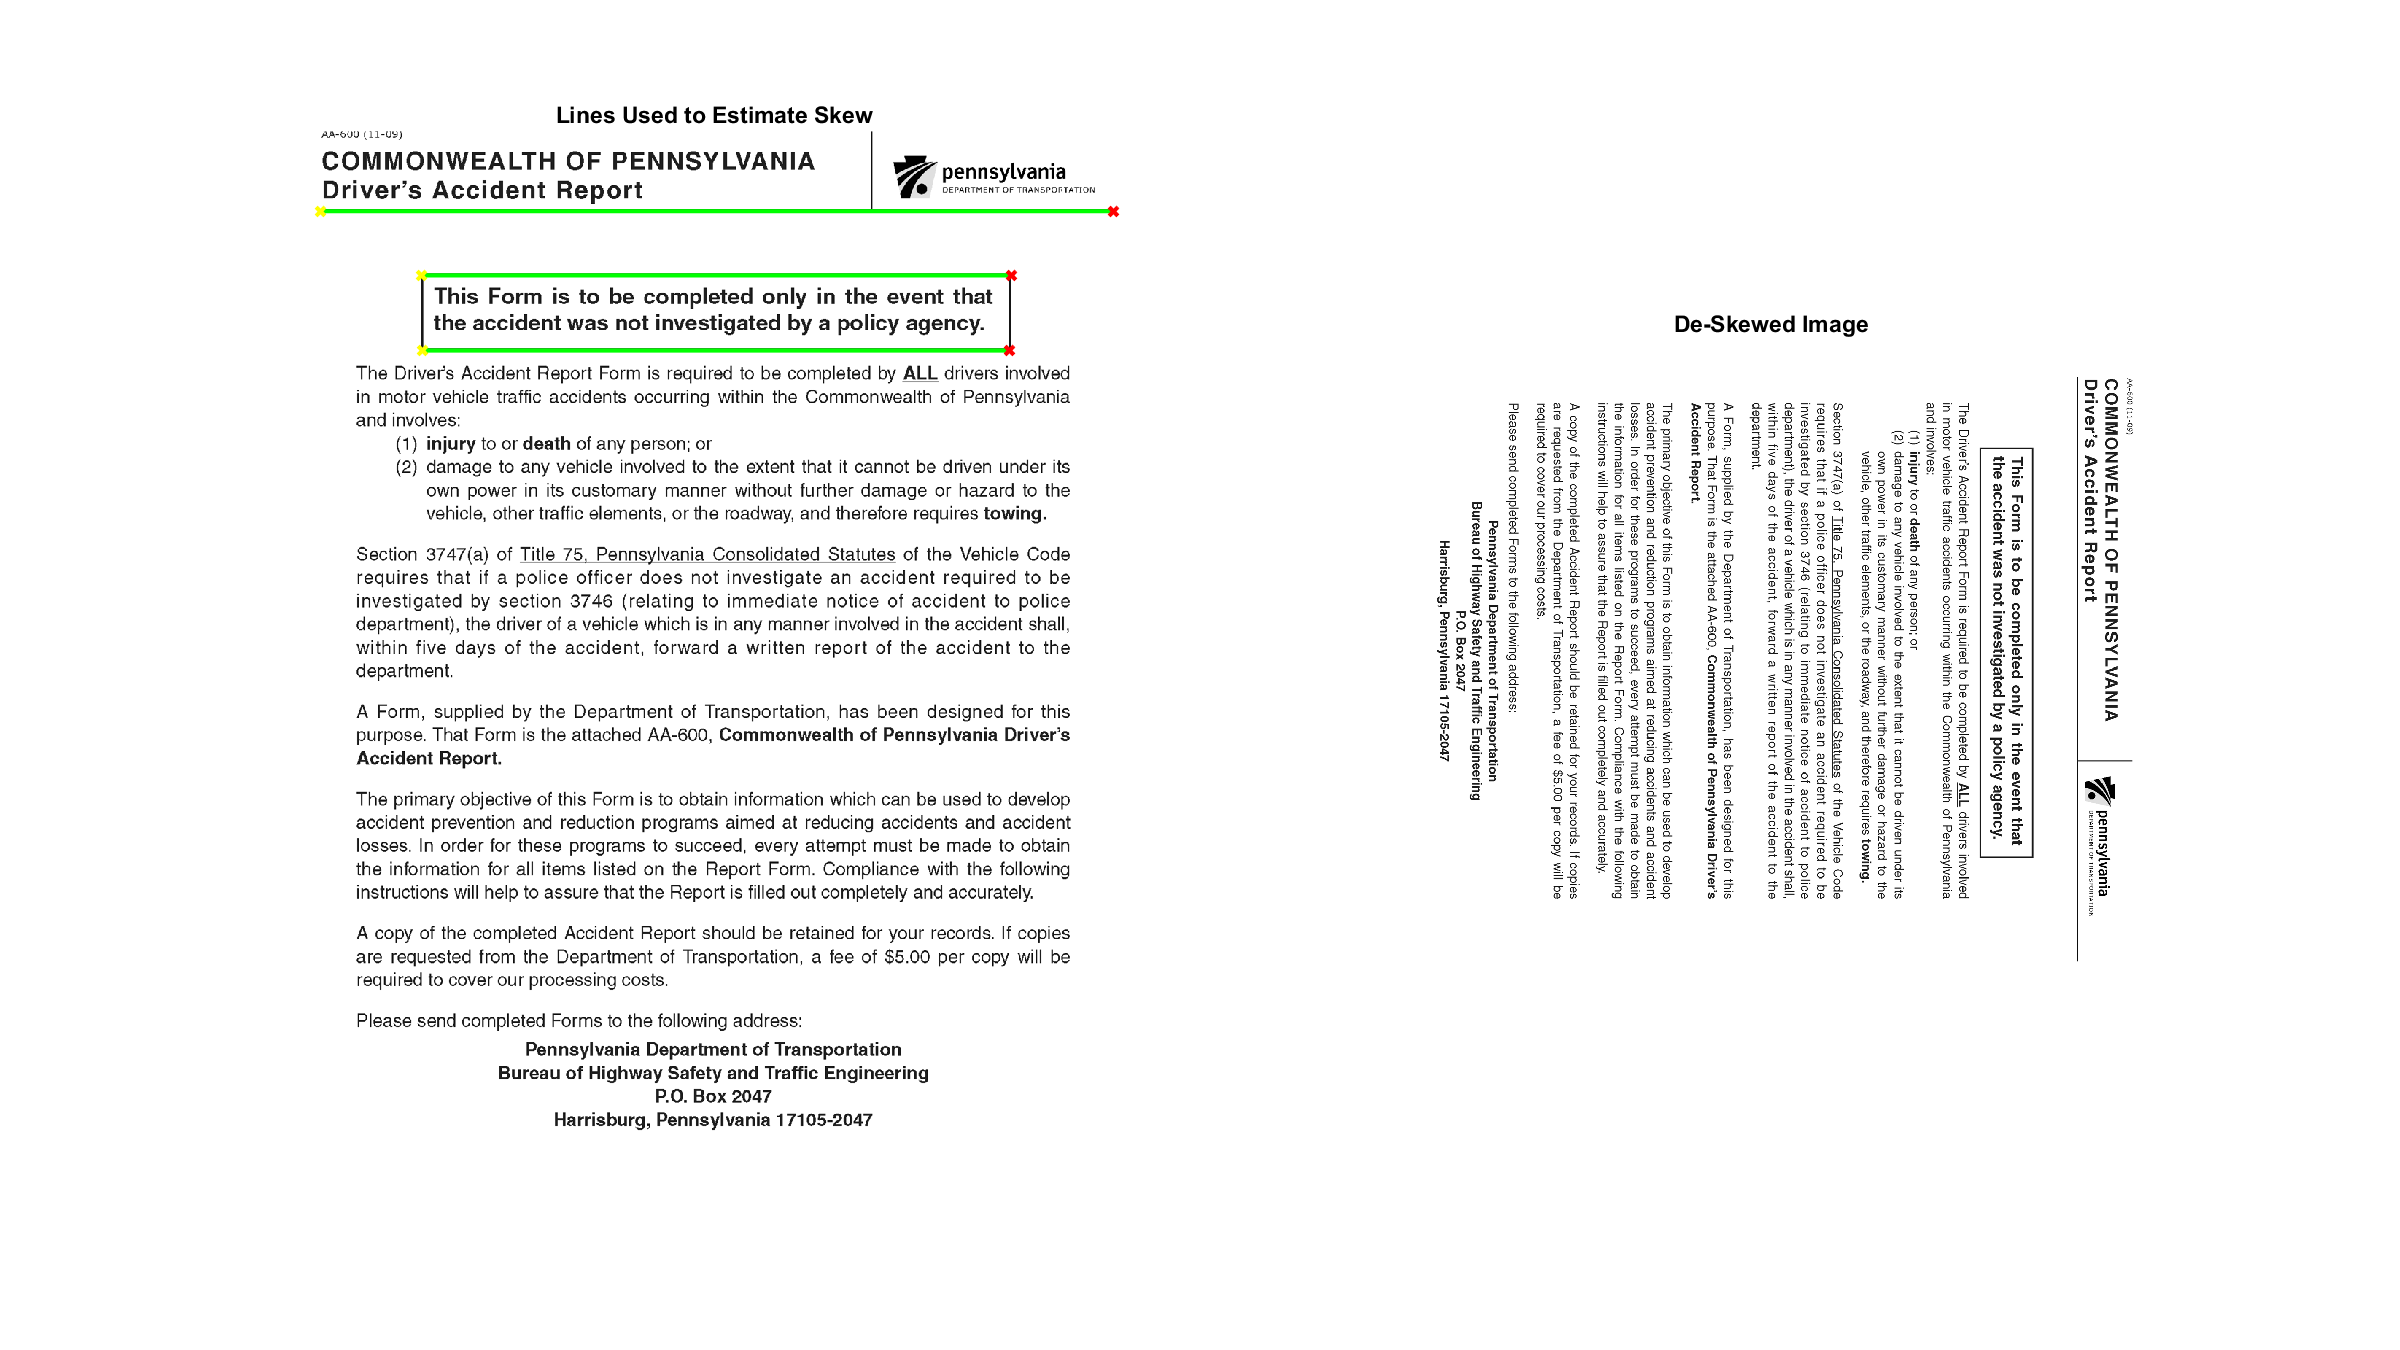 Lines Used to Estimate Skew
AA-600 (11-09)
COMMONWEALTH OF PENNSYLVANIA
Driver's Accident Report
pennsylvania
DEPARTMENT OF TRANSPORTATION
This Form is to be completed only in the event that
the accident was not investigated by a policy agency.
The Driver's Accident Report Form is required to be completed by ALL drivers involved
in motor vehicle traffic accidents occurring within the Commonwealth of Pennsylvania
and involves:
(1) injury to or death of any person; or
(2) damage to any vehicle involved to the extent that it cannot be driven under its
own power in its customary manner without further damage or hazard to the
vehicle, other traffic elements, or the roadway, and therefore requires towing.
Section 3747(a) of Title 75, Pennsylvania Consolidated Statutes of the Vehicle Code
requires that if a police officer does not investigate an accident required to be
investigated by section 3746 (relating to immediate notice of accident to police
department), the driver of a vehicle which is in any manner involved in the accident shall,
within five days of the accident, forward a written report of the accident to the
department.
A Form, supplied by the Department of Transportation, has been designed for this
purpose. That Form is the attached AA-600, Commonwealth of Pennsylvania Driver's
Accident Report.
The primary objective of this Form is to obtain information which can be used to develop
accident prevention and reduction programs aimed at reducing accidents and accident
losses. In order for these programs to succeed, every attempt must be made to obtain
the information for all items listed on the Report Form. Compliance with the following
instructions will help to assure that the Report is filled out completely and accurately.
A copy of the completed Accident Report should be retained for your records. If copies
are requested from the Department of Transportation, a fee of $5.00 per copy will be
required to cover our processing costs.
Please send completed Forms to the following address:
Pennsylvania Department of Transportation
Bureau of Highway Safety and Traffic Engineering
P.O. Box 2047
Harrisburg, Pennsylvania 17105-2047
De-Skewed Image
AA-600 (11-09)
COMMONWEALTH OF PENNSYLVANIA
Driver's Accident Report
pennsylvania
DEPARTMENT OF TRANSPORTATION
This Form is to be completed only in the event that
the accident was not investigated by a policy agency.
The Driver's Accident Report Form is required to be completed by ALL drivers involved
in motor vehicle traffic accidents occurring within the Commonwealth of Pennsylvania
and involves:
(1) injury to or death of any person; or
(2) damage to any vehicle involved to the extent that it cannot be driven under its
own power in its customary manner without further damage or hazard to the
vehicle, other traffic elements, or the roadway, and therefore requires towing.
Section 3747(a) of Title 75, Pennsylvania Consolidated Statutes of the Vehicle Code
requires that if a police officer does not investigate an accident required to be
investigated by section 3746 (relating to immediate notice of accident to police
department), the driver of a vehicle which is in any manner involved in the accident shall,
within five days of the accident, forward a written report of the accident to the
department.
A Form, supplied by the Department of Transportation, has been designed for this
purpose. That Form is the attached AA-600, Commonwealth of Pennsylvania Driver's
Accident Report.
The primary objective of this Form is to obtain information which can be used to develop
accident prevention and reduction programs aimed at reducing accidents and accident
losses. In order for these programs to succeed, every attempt must be made to obtain
the information for all items listed on the Report Form. Compliance with the following
instructions will help to assure that the Report is filled out completely and accurately.
A copy of the completed Accident Report should be retained for your records. If copies
are requested from the Department of Transportation, a fee of $5.00 per copy will be
required to cover our processing costs.
Please send completed Forms to the following address:
Pennsylvania Department of Transportation
Bureau of Highway Safety and Traffic Engineering
P.O. Box 2047
Harrisburg, Pennsylvania 17105-2047